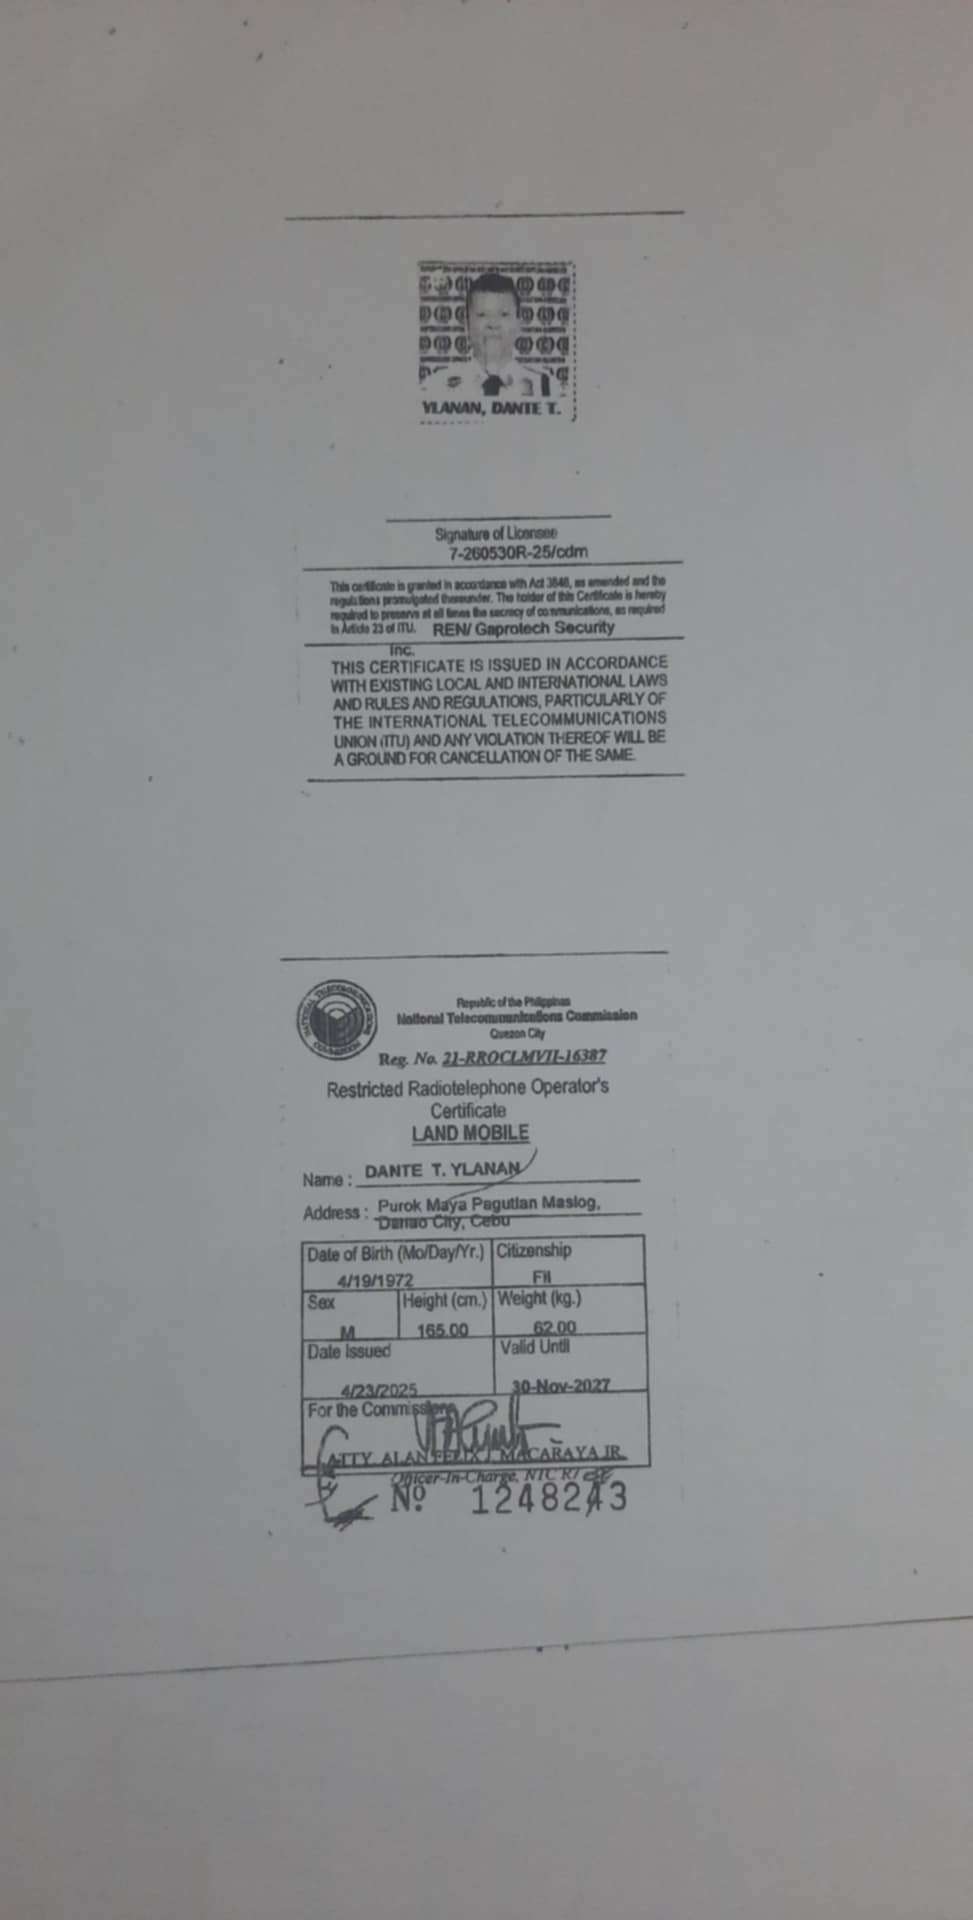 YLANAN, DANTE T.
Signature of Licensee
7-260530R-25/cdm
This certificate is granted in accordance with Act 3846, as amended and the
regulations promulgated thereunder. The holder of this Certificate is hereby
required to preserve at all times the secrecy of communications, as required
in Article 23 of ITU. REN/ Gaprotech Security
Inc.
THIS CERTIFICATE IS ISSUED IN ACCORDANCE
WITH EXISTING LOCAL AND INTERNATIONAL LAWS
AND RULES AND REGULATIONS, PARTICULARLY OF
THE INTERNATIONAL TELECOMMUNICATIONS
UNION (ITU) AND ANY VIOLATION THEREOF WILL BE
A GROUND FOR CANCELLATION OF THE SAME.
NATIONAL TELECOMMUNICATIONS COMMISSION
Republic of the Philippines
National Telecommunications Commission
Quezon City
Reg. No. 21-RROCLMVII-16387
Restricted Radiotelephone Operator's
Certificate
LAND MOBILE
Name : DANTE T. YLANAN
Address : Purok Maya Pagutlan Maslog,
Danao City, Cebu
Date of Birth (Mo/Day/Yr.) Citizenship
4/19/1972 Fil
Sex Height (cm.) Weight (kg.)
M 165.00 62.00
Date Issued Valid Until
4/23/2025 30-Nov-2027
For the Commission
ATTY. ALAN FELIX J. MACARAYA JR.
Officer-In-Charge, NTC
Nº 1248243